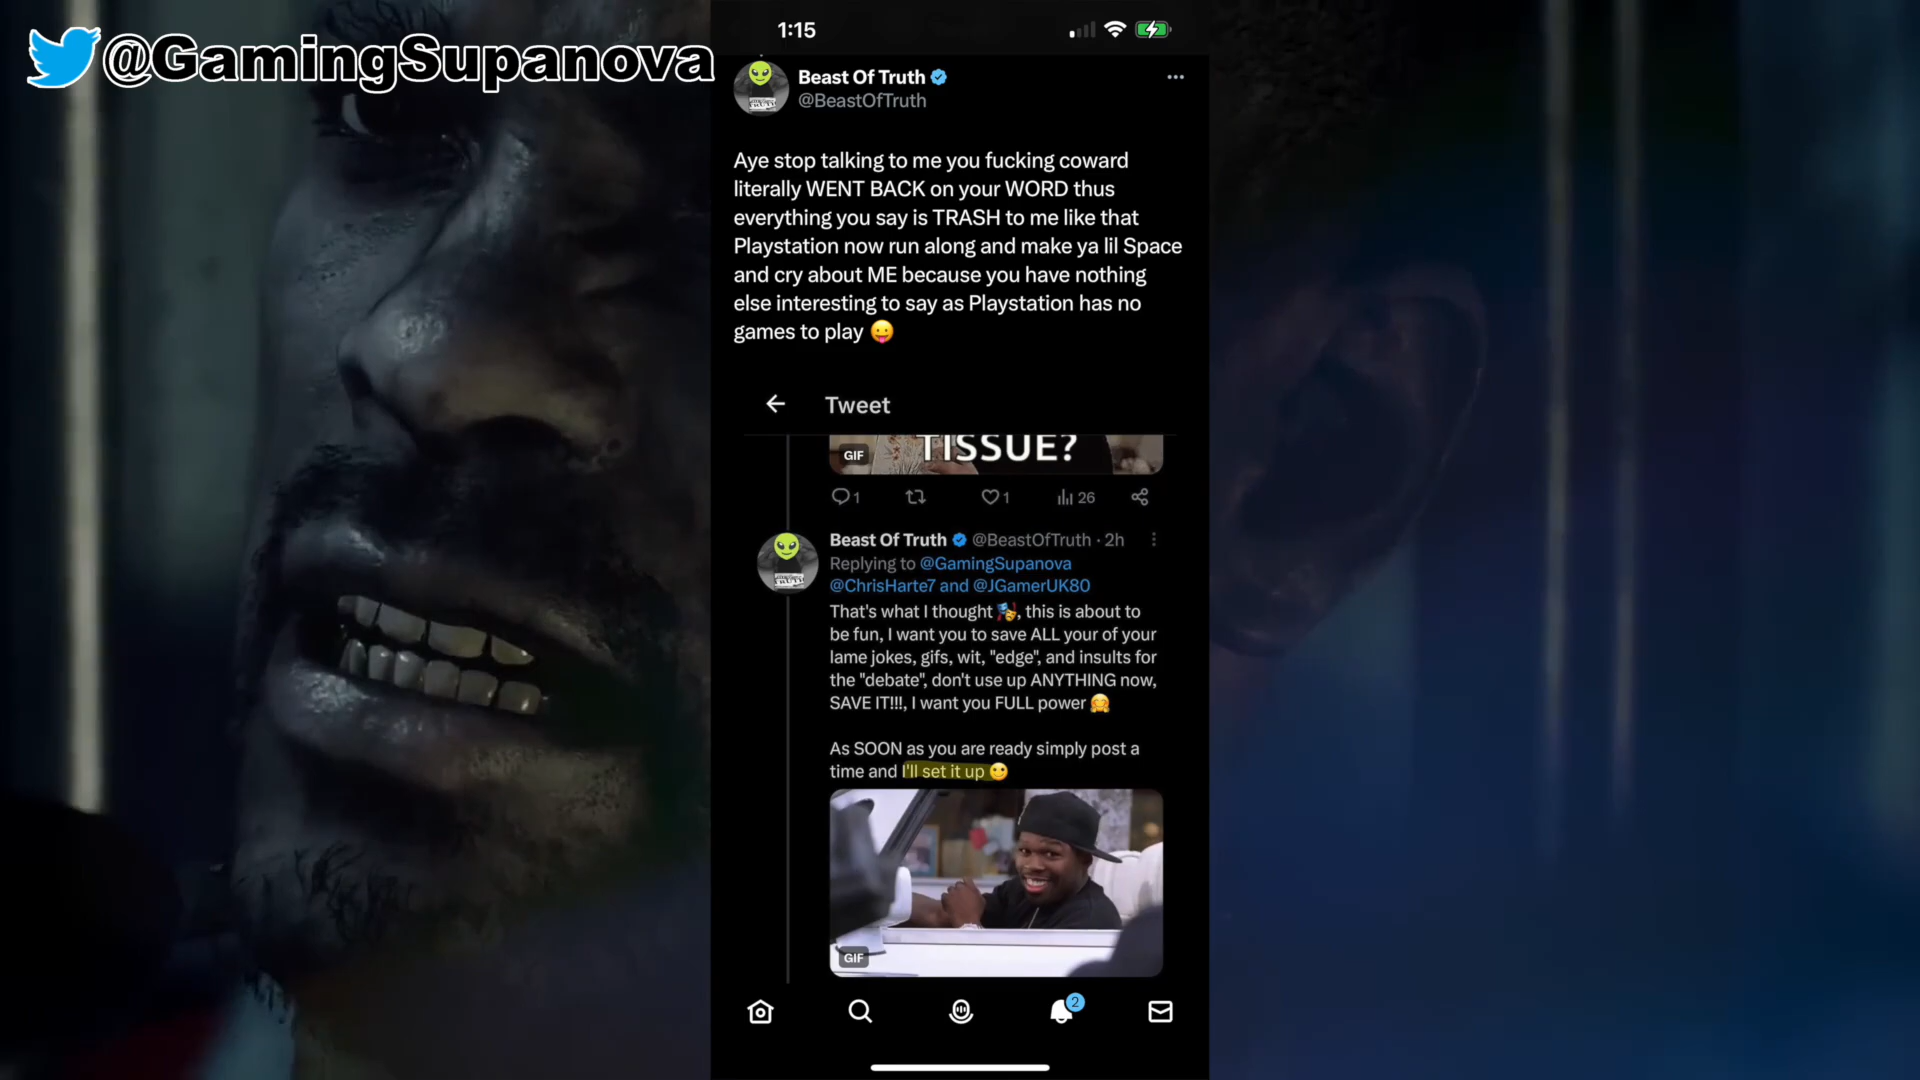 @GamingSupanova
1:15
Beast Of Truth
@BeastOfTruth
Aye stop talking to me you fucking coward
literally WENT BACK on your WORD thus
everything you say is TRASH to me like that
Playstation now run along and make ya lil Space
and cry about ME because you have nothing
else interesting to say as Playstation has no
games to play 😛
Tweet
TISSUE?
GIF
1
1
26
Beast Of Truth @BeastOfTruth · 2h
Replying to @GamingSupanova
@ChrisHarte7 and @JGamerUK80
That's what I thought 🎭, this is about to
be fun, I want you to save ALL your of your
lame jokes, gifs, wit, "edge", and insults for
the "debate", don't use up ANYTHING now,
SAVE IT!!!, I want you FULL power 🤗
As SOON as you are ready simply post a
time and I'll set it up 🙂
GIF
2